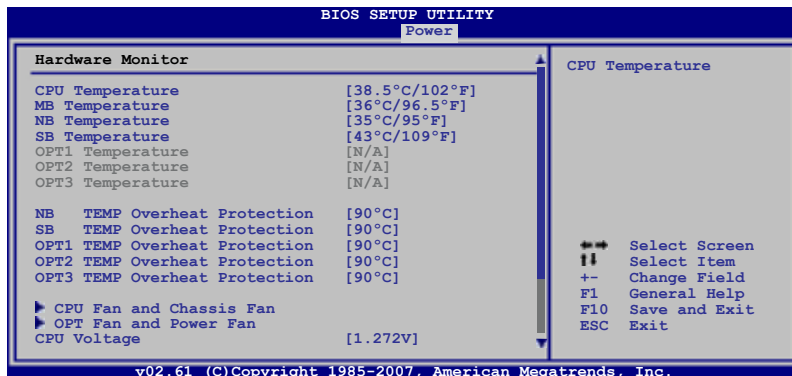 BIOS SETUP UTILITY
Power
Hardware Monitor
CPU Temperature [38.5°C/102°F]
MB Temperature [36°C/96.5°F]
NB Temperature [35°C/95°F]
SB Temperature [43°C/109°F]
OPT1 Temperature [N/A]
OPT2 Temperature [N/A]
OPT3 Temperature [N/A]
NB TEMP Overheat Protection [90°C]
SB TEMP Overheat Protection [90°C]
OPT1 TEMP Overheat Protection [90°C]
OPT2 TEMP Overheat Protection [90°C]
OPT3 TEMP Overheat Protection [90°C]
CPU Fan and Chassis Fan
OPT Fan and Power Fan
CPU Voltage [1.272V]
CPU Temperature
Select Screen
Select Item
+- Change Field
F1 General Help
F10 Save and Exit
ESC Exit
v02.61 (C)Copyright 1985-2007, American Megatrends, Inc.